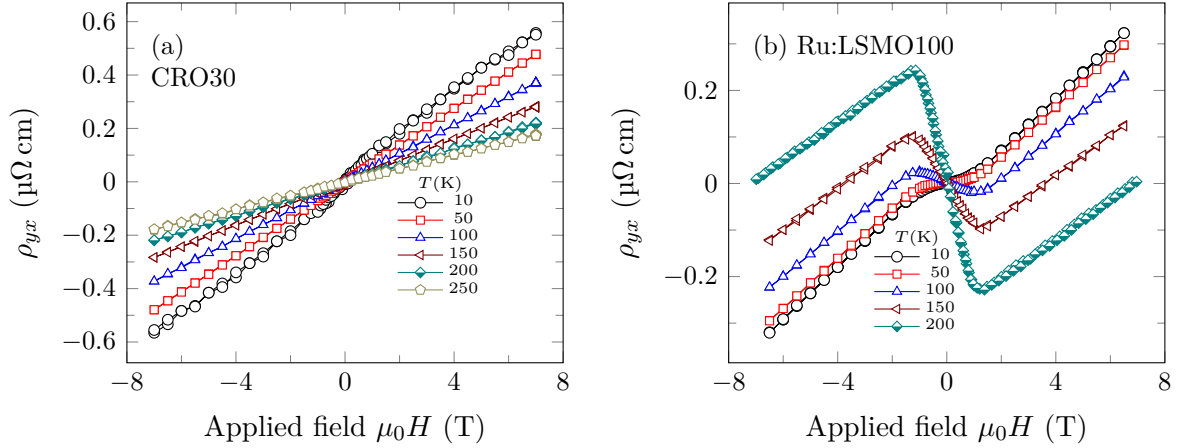 (a)
CRO30
ρyx (µΩ cm)
0.6
0.4
0.2
0
−0.2
−0.4
−0.6
T(K)
10
50
100
150
200
250
−8 −4 0 4 8
Applied field µ0H (T)
(b) Ru:LSMO100
ρyx (µΩ cm)
0.2
0
−0.2
T(K)
10
50
100
150
200
−8 −4 0 4 8
Applied field µ0H (T)